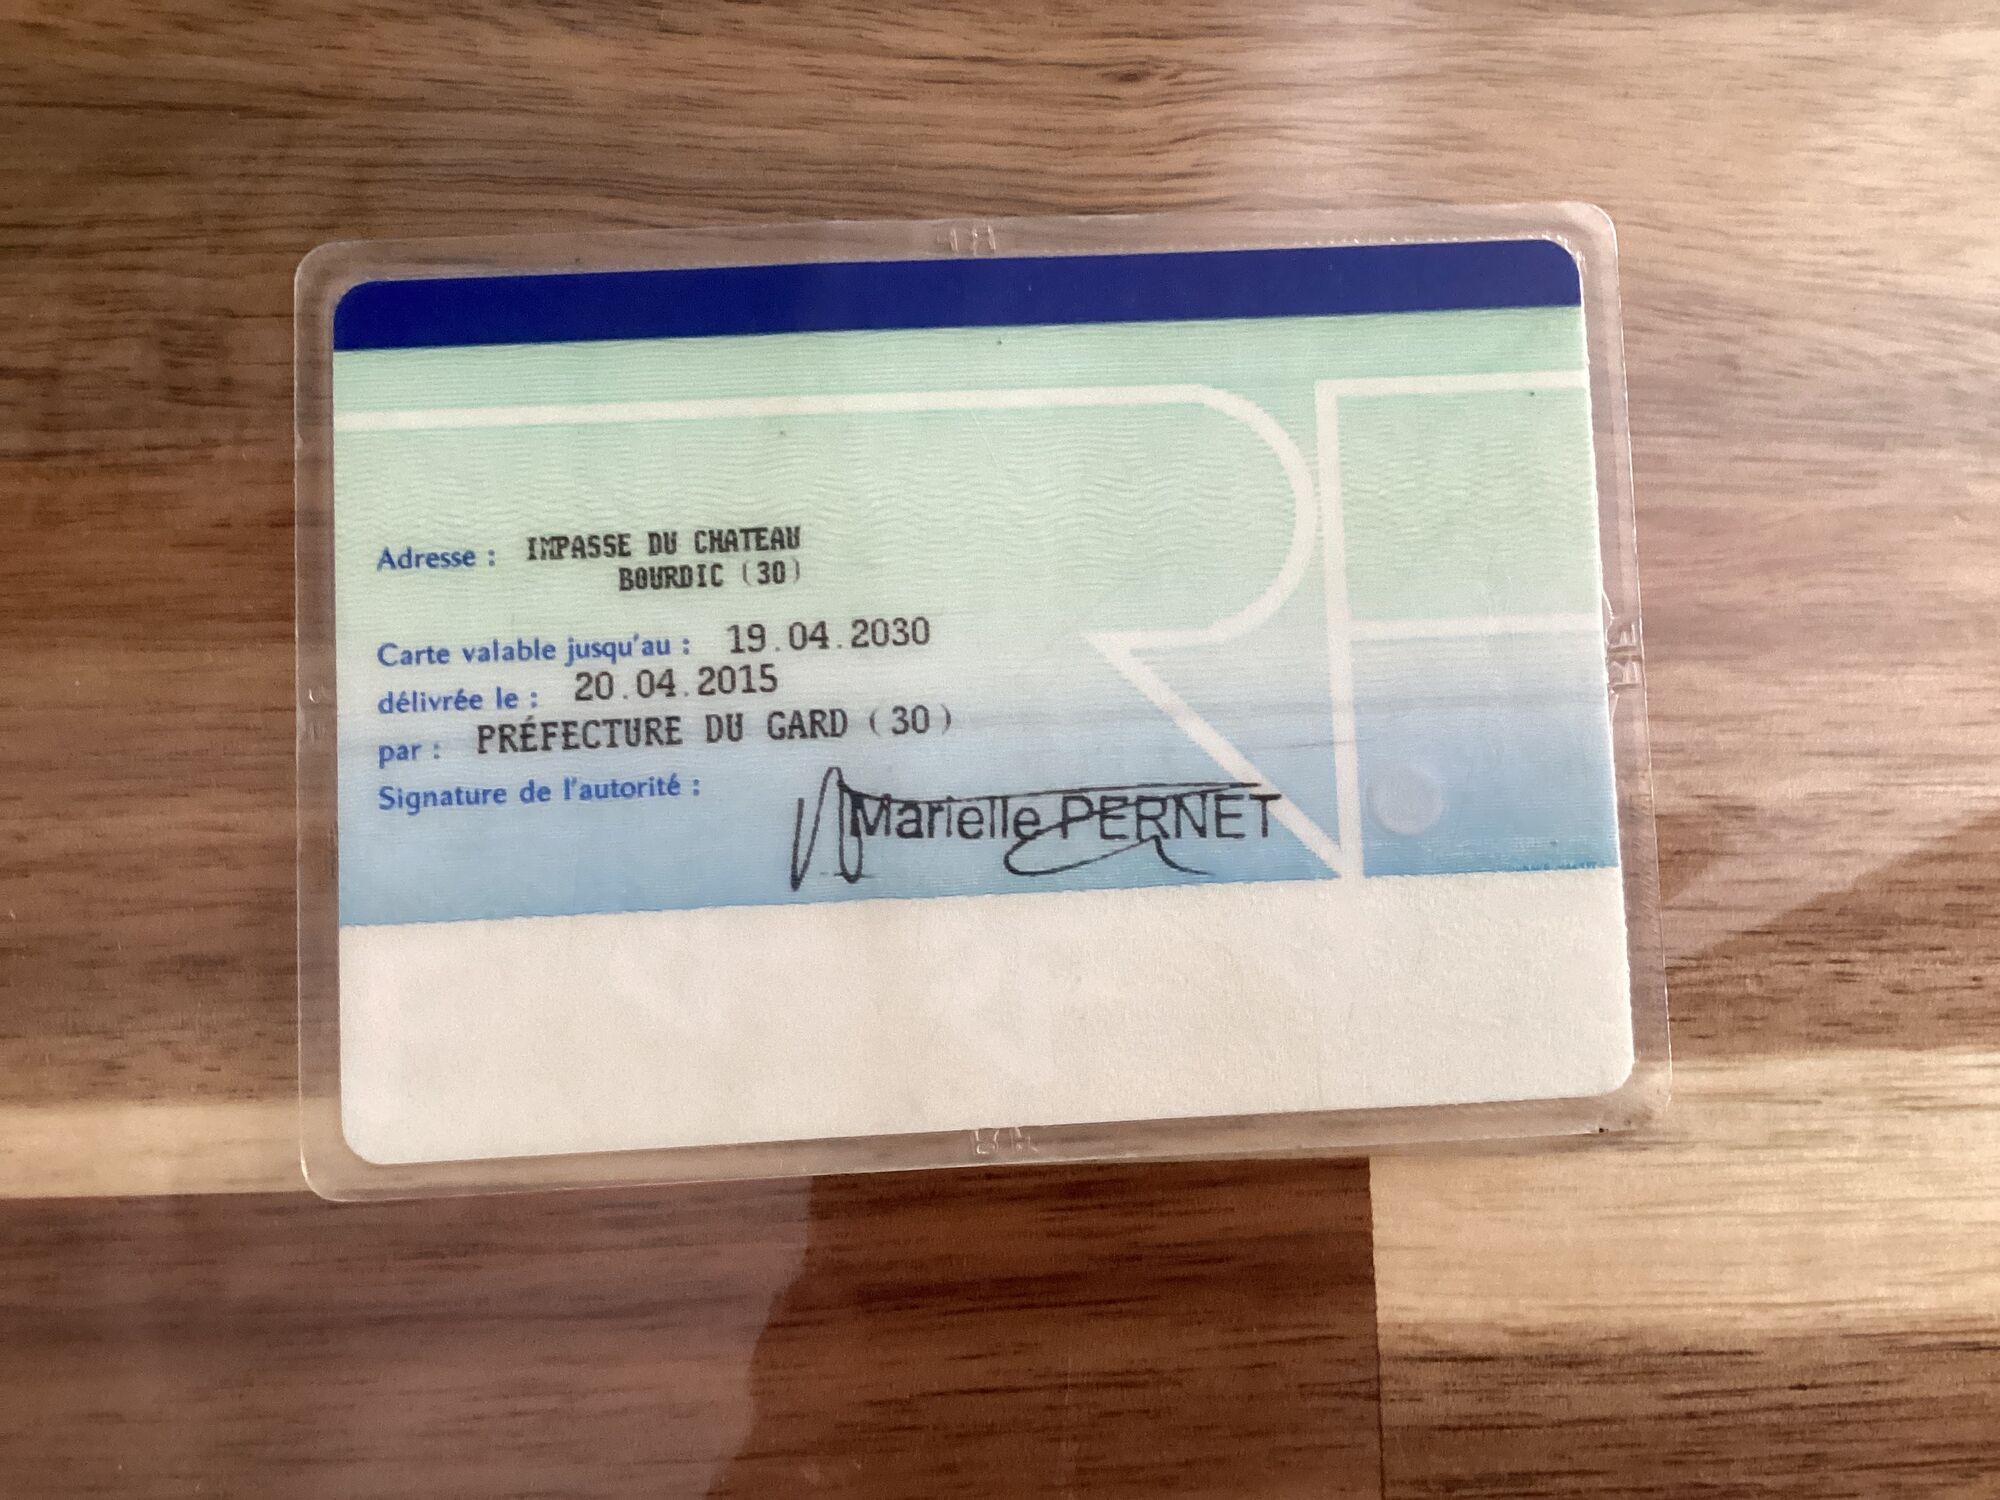 Adresse : IMPASSE DU CHATEAU
BOURDIC (30)
Carte valable jusqu'au : 19.04.2030
délivrée le : 20.04.2015
par : PRÉFECTURE DU GARD (30)
Signature de l'autorité :
Marielle PERNET
RF